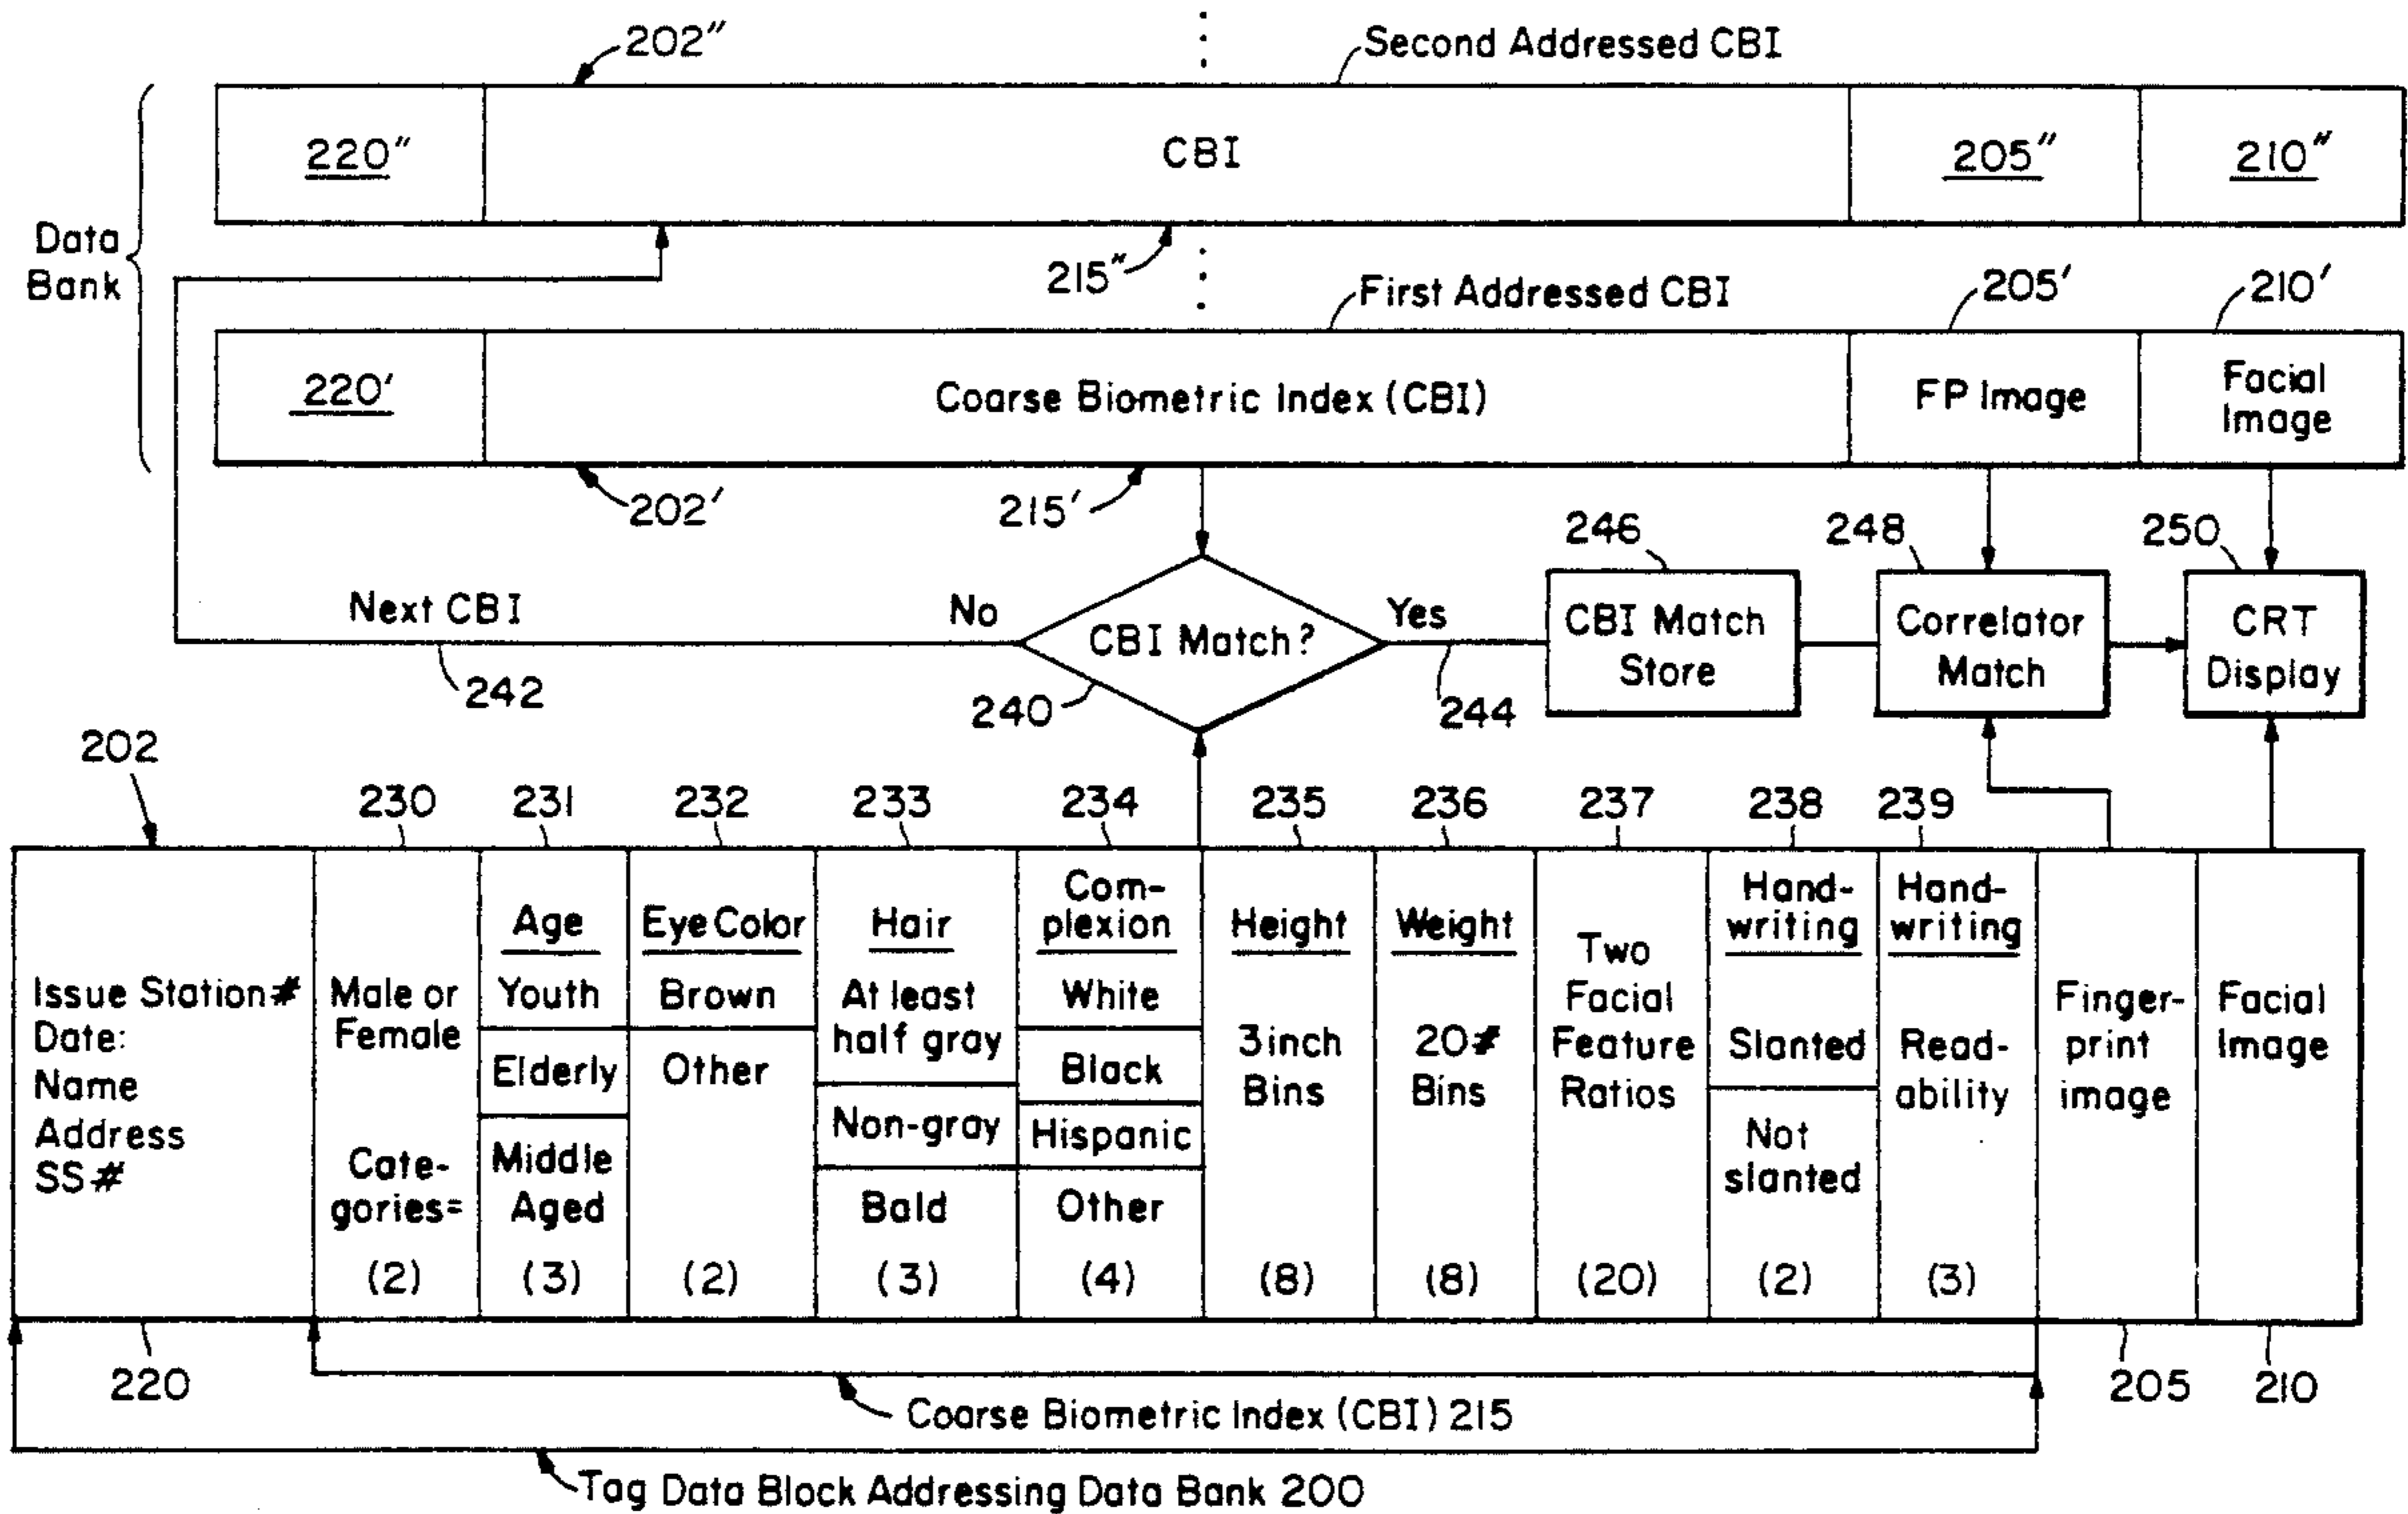 202″
Second Addressed CBI
220″
CBI
205″
210″
Data
Bank
215″
First Addressed CBI
205′
210′
220′
Coarse Biometric Index (CBI)
FP Image
Facial
Image
202′
215′
246
248
250
Next CBI
No
CBI Match?
Yes
CBI Match
Store
Correlator
Match
CRT
Display
242
240
244
202
230
231
232
233
234
235
236
237
238
239
Issue Station#
Date:
Name
Address
SS#
Male or
Female
Cate-
gories=
(2)
Age
Youth
Elderly
Middle
Aged
(3)
Eye Color
Brown
Other
(2)
Hair
At least
half gray
Non-gray
Bald
(3)
Com-
plexion
White
Black
Hispanic
Other
(4)
Height
3inch
Bins
(8)
Weight
20#
Bins
(8)
Two
Facial
Feature
Ratios
(20)
Hand-
writing
Slanted
Not
slanted
(2)
Hand-
writing
Read-
ability
(3)
Finger-
print
image
Facial
Image
220
205
210
Coarse Biometric Index (CBI) 215
Tag Data Block Addressing Data Bank 200